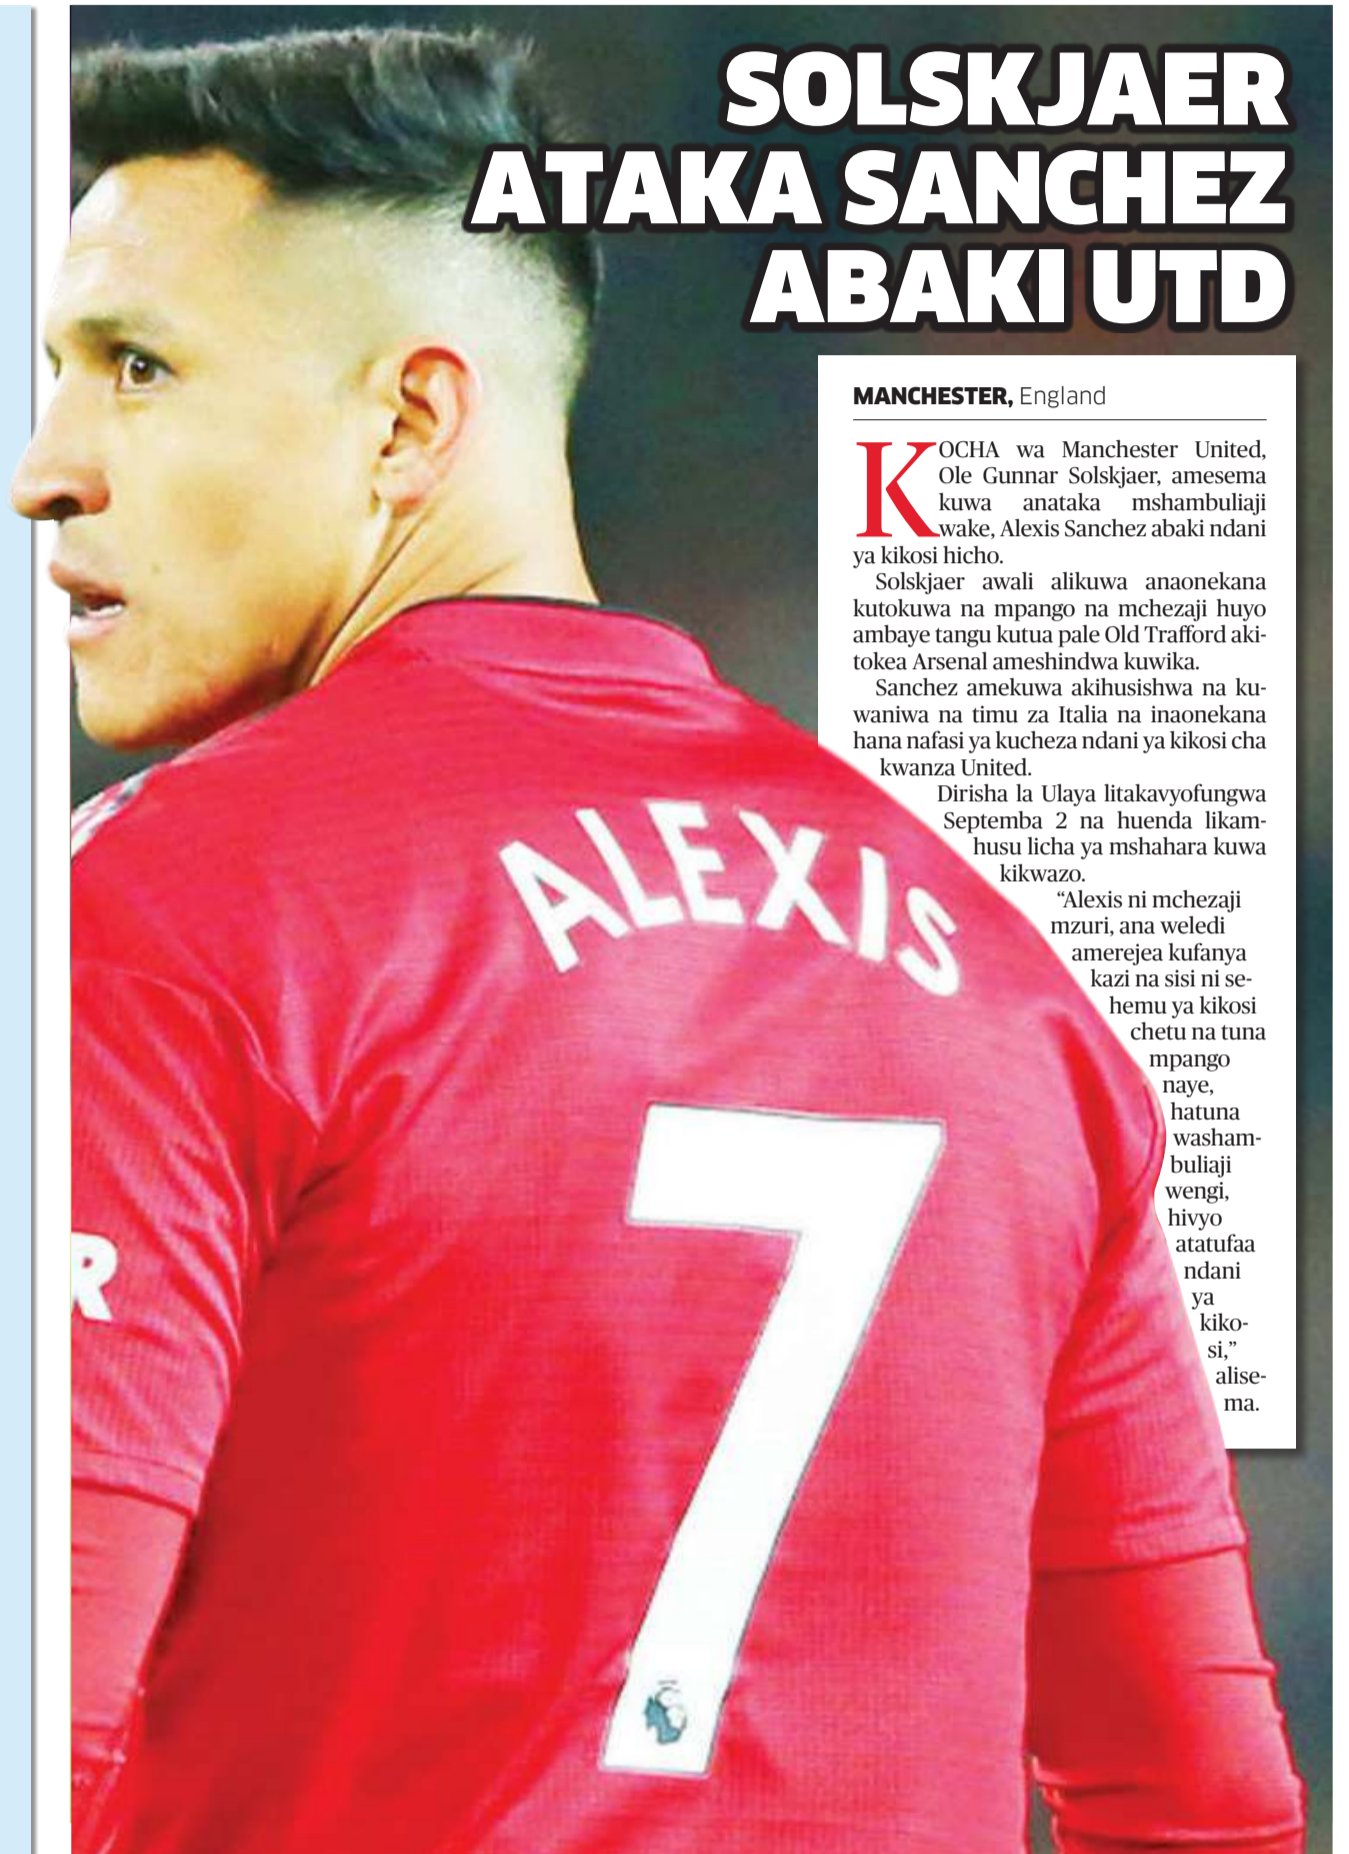 SOLSKJAER
ATAKA SANCHEZ
ABAKI UTD
MANCHESTER, England
KOCHA wa Manchester United,
Ole Gunnar Solskjaer, amesema
kuwa anataka mshambuliaji
wake, Alexis Sanchez abaki ndani
ya kikosi hicho.
Solskjaer awali alikuwa anaonekana
kutokuwa na mpango na mchezaji huyo
ambaye tangu kutua pale Old Trafford aki-
tokea Arsenal ameshindwa kuwika.
Sanchez amekuwa akihusishwa na ku-
waniwa na timu za Italia na inaonekana
hana nafasi ya kucheza ndani ya kikosi cha
kwanza United.
Dirisha la Ulaya litakavyofungwa
Septemba 2 na huenda likam-
husu licha ya mshahara kuwa
kikwazo.
“Alexis ni mchezaji
mzuri, ana weledi
amerejea kufanya
kazi na sisi ni se-
hemu ya kikosi
chetu na tuna
mpango
naye,
hatuna
washam-
buliaji
wengi,
hivyo
atatufaa
ndani
ya
kiko-
si,”
alise-
ma.
ALEXIS
7
R